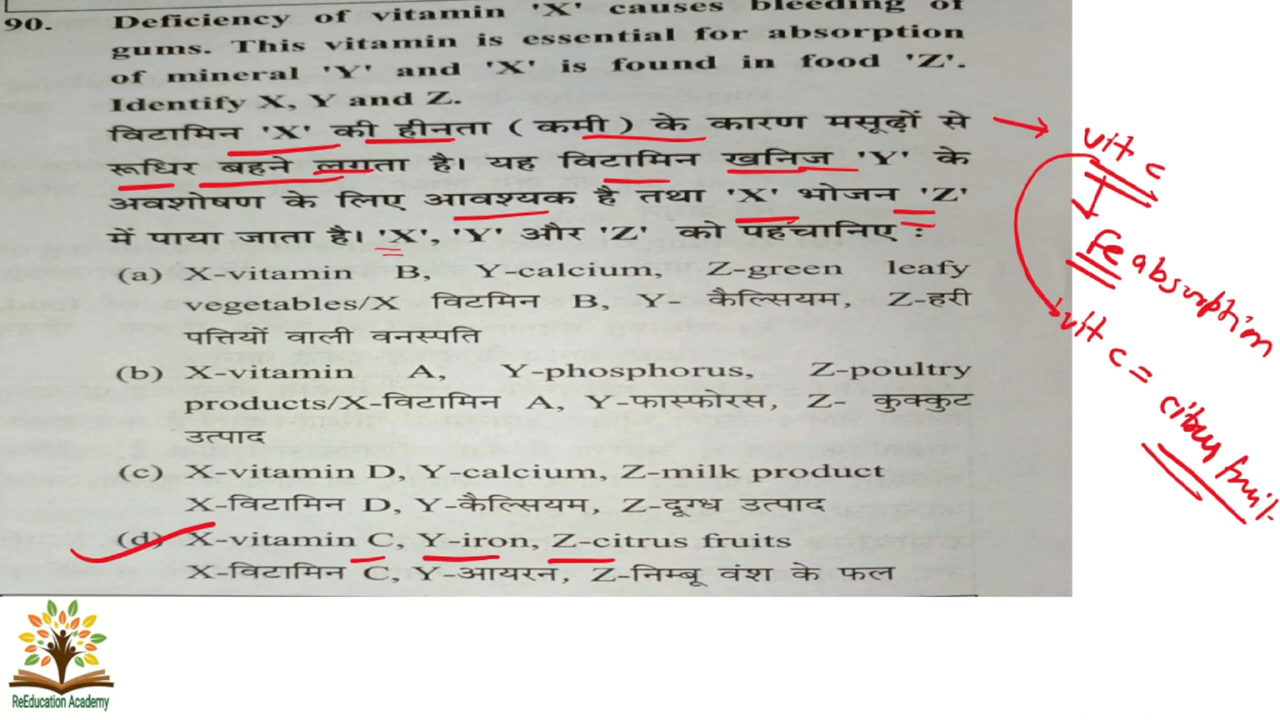 90. Deficiency of vitamin 'X' causes bleeding of
gums. This vitamin is essential for absorption
of mineral 'Y' and 'X' is found in food 'Z'.
Identify X, Y and Z.
विटामिन 'X' की हीनता ( कमी ) के कारण मसूढ़ों से
रूधिर बहने लगता है। यह विटामिन खनिज 'Y' के
अवशोषण के लिए आवश्यक है तथा 'X' भोजन 'Z'
में पाया जाता है। 'X', 'Y' और 'Z' को पहचानिए :
(a) X-vitamin B, Y-calcium, Z-green leafy
vegetables/X विटमिन B, Y- कैल्सियम, Z-हरी
पत्तियों वाली वनस्पति
(b) X-vitamin A, Y-phosphorus, Z-poultry
products/X-विटामिन A, Y-फास्फोरस, Z- कुक्कुट
उत्पाद
(c) X-vitamin D, Y-calcium, Z-milk product
X-विटामिन D, Y-कैल्सियम, Z-दूग्ध उत्पाद
(d) X-vitamin C, Y-iron, Z-citrus fruits
X-विटामिन C, Y-आयरन, Z-निम्बू वंश के फल
vit c
Fe absorption
vit c =
fruit
ReEducation Academy